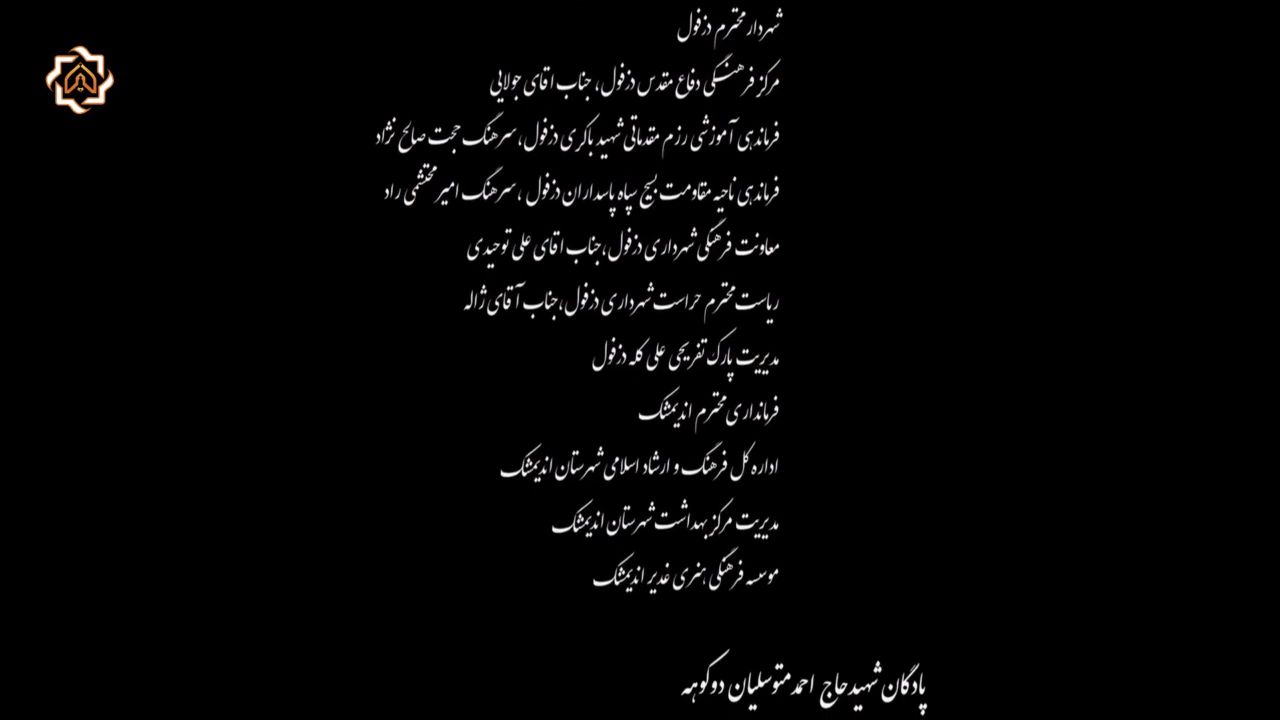 شهردار محترم دزفول
مرکز فرهنگی دفاع مقدس دزفول، جناب اقای جولایی
فرماندهی آموزشی رزم مقدماتی شهید باکری دزفول،سرهنگ حجت صالح نژاد
فرماندهی ناحیه مقاومت بسیج سپاه پاسداران دزفول ،سرهنگ امیر محتشمی راد
معاونت فرهنگی شهرداری دزفول،جناب اقای علی توحیدی
ریاست محترم حراست شهرداری دزفول،جناب آقای ژاله
مدیریت پارک تفریحی علی کله دزفول
فرمانداری محترم اندیمشک
اداره کل فرهنگ و ارشاد اسلامی شهرستان اندیمشک
مدیریت مرکز بهداشت شهرستان اندیمشک
موسسه فرهنگی هنری غدیر اندیمشک
پادگان شهید حاج احمد متوسلیان دوکوهه